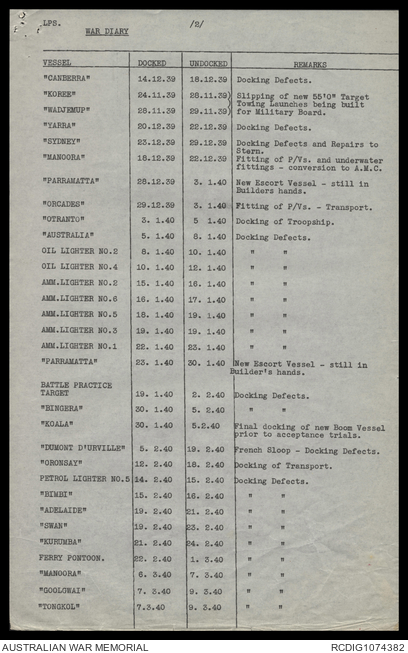 LPS. /2/
WAR DIARY
VESSEL DOCKED UNDOCKED REMARKS
"CANBERRA" 14.12.39 18.12.39 Docking Defects.
"KOREE" 24.11.39 28.11.39) Slipping of new 55'0" Target
) Towing Launches being built
"WADJEMUP" 28.11.39 29.11.39) for Military Board.
"YARRA" 20.12.39 22.12.39 Docking Defects.
"SYDNEY" 23.12.39 29.12.39 Docking Defects and Repairs to
Stern.
"MANOORA" 18.12.39 22.12.39 Fitting of P/Vs. and underwater
fittings - conversion to A.M.C.
"PARRAMATTA" 28.12.39 3. 1.40 New Escort Vessel - still in
Builders hands.
"ORCADES" 29.12.39 3. 1.40 Fitting of P/Vs. - Transport.
"OTRANTO" 3. 1.40 5 1.40 Docking of Troopship.
"AUSTRALIA" 5. 1.40 8. 1.40 Docking Defects.
OIL LIGHTER NO.2 8. 1.40 10. 1.40 " "
OIL LIGHTER NO.4 10. 1.40 12. 1.40 " "
AMM.LIGHTER NO.2 15. 1.40 16. 1.40 " "
AMM.LIGHTER NO.6 16. 1.40 17. 1.40 " "
AMM.LIGHTER NO.5 18. 1.40 19. 1.40 " "
AMM.LIGHTER NO.3 19. 1.40 19. 1.40 " "
AMM.LIGHTER NO.1 22. 1.40 23. 1.40 " "
"PARRAMATTA" 23. 1.40 30. 1.40 New Escort Vessel - still in
Builder's hands.
BATTLE PRACTICE
TARGET 19. 1.40 2. 2.40 Docking Defects.
"BINGERA" 30. 1.40 5. 2.40 " "
"KOALA" 30. 1.40 5.2.40 Final docking of new Boom Vessel
prior to acceptance trials.
"DUMONT D'URVILLE" 5. 2.40 19. 2.40 French Sloop - Docking Defects.
"ORONSAY" 12. 2.40 18. 2.40 Docking of Transport.
PETROL LIGHTER NO.5 14. 2.40 15. 2.40 Docking Defects.
"BIMBI" 15. 2.40 16. 2.40 " "
"ADELAIDE" 19. 2.40 21. 2.40 " "
"SWAN" 19. 2.40 23. 2.40 " "
"KURUMBA" 21. 2.40 24. 2.40 " "
FERRY PONTOON. 22. 2.40 1. 3.40 " "
"MANOORA" 6. 3.40 7. 3.40 " "
"GOOLGWAI" 7. 3.40 9. 3.40 " "
"TONGKOL" 7.3.40 9. 3.40 " "
AUSTRALIAN WAR MEMORIAL RCDIG1074382